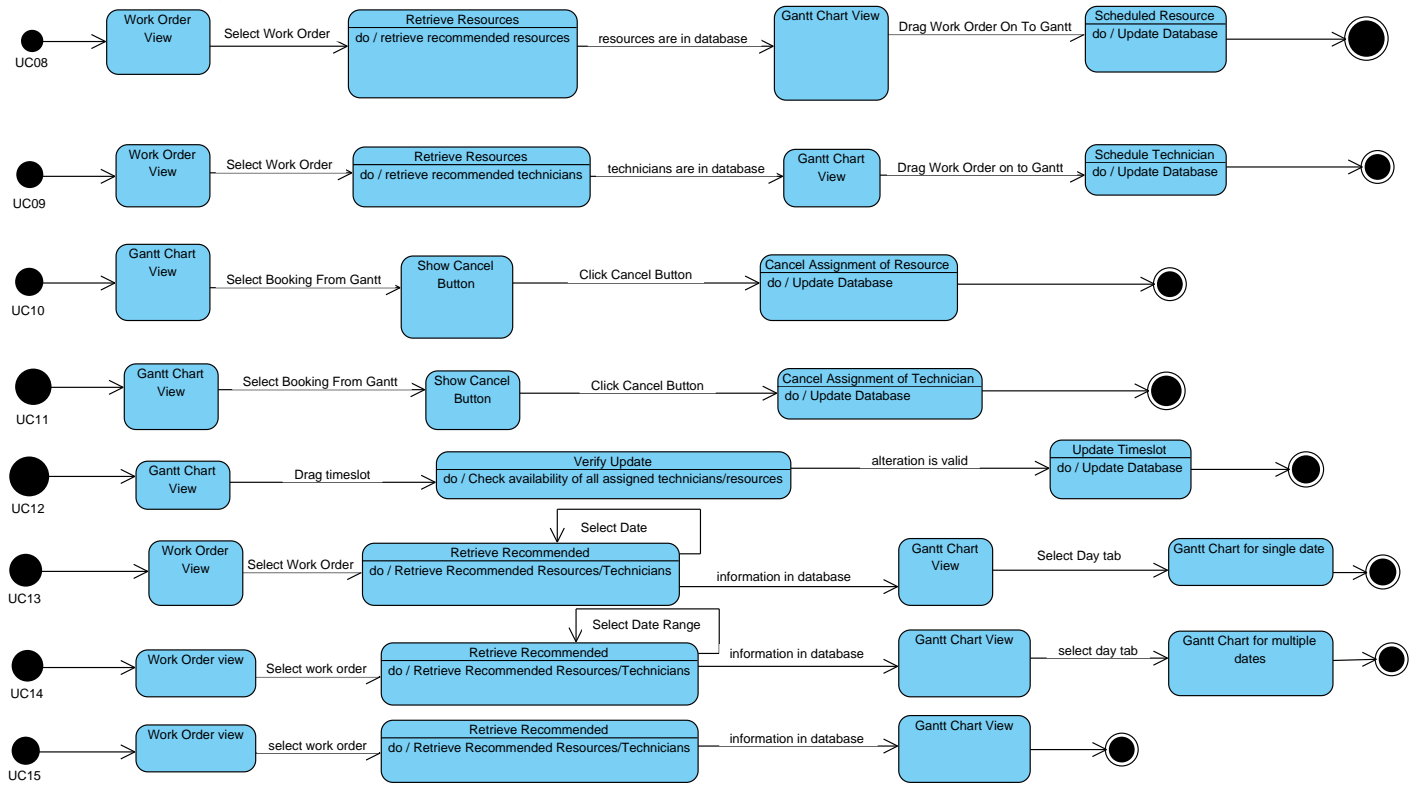 UC08
Work Order
View
Select Work Order
Retrieve Resources
do / retrieve recommended resources
resources are in database
Gantt Chart View
Drag Work Order On To Gantt
Scheduled Resource
do / Update Database
UC09
Work Order
View
Select Work Order
Retrieve Resources
do / retrieve recommended technicians
technicians are in database
Gantt Chart
View
Drag Work Order on to Gantt
Schedule Technician
do / Update Database
UC10
Gantt Chart
View
Select Booking From Gantt
Show Cancel
Button
Click Cancel Button
Cancel Assignment of Resource
do / Update Database
UC11
Gantt Chart
View
Select Booking From Gantt
Show Cancel
Button
Click Cancel Button
Cancel Assignment of Technician
do / Update Database
UC12
Gantt Chart
View
Drag timeslot
Verify Update
do / Check availability of all assigned technicians/resources
alteration is valid
Update Timeslot
do / Update Database
UC13
Work Order
View
Select Work Order
Select Date
Retrieve Recommended
do / Retrieve Recommended Resources/Technicians
information in database
Gantt Chart
View
Select Day tab
Gantt Chart for single date
UC14
Work Order view
Select work order
Select Date Range
Retrieve Recommended
do / Retrieve Recommended Resources/Technicians
information in database
Gantt Chart View
select day tab
Gantt Chart for multiple
dates
UC15
Work Order view
select work order
Retrieve Recommended
do / Retrieve Recommended Resources/Technicians
information in database
Gantt Chart View